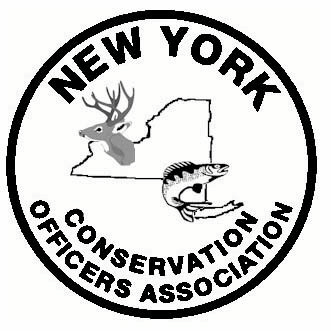 NEW YORK
CONSERVATION
OFFICERS ASSOCIATION